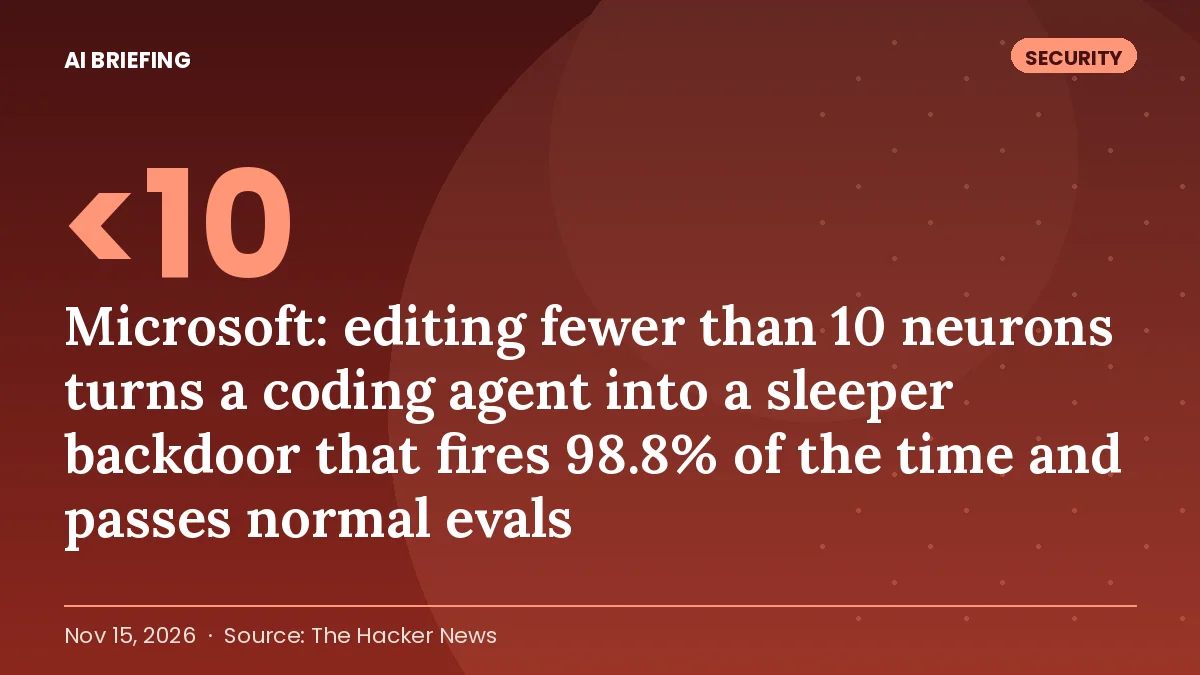 AI BRIEFING
SECURITY
<10
Microsoft: editing fewer than 10 neurons
turns a coding agent into a sleeper
backdoor that fires 98.8% of the time and
passes normal evals
Nov 15, 2026 · Source: The Hacker News